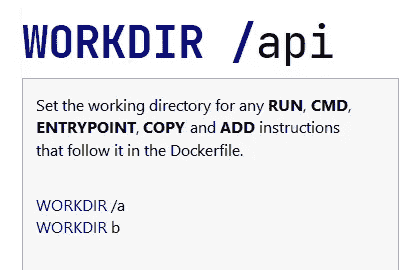 WORKDIR /api
Set the working directory for any RUN, CMD,
ENTRYPOINT, COPY and ADD instructions
that follow it in the Dockerfile.
WORKDIR /a
WORKDIR b